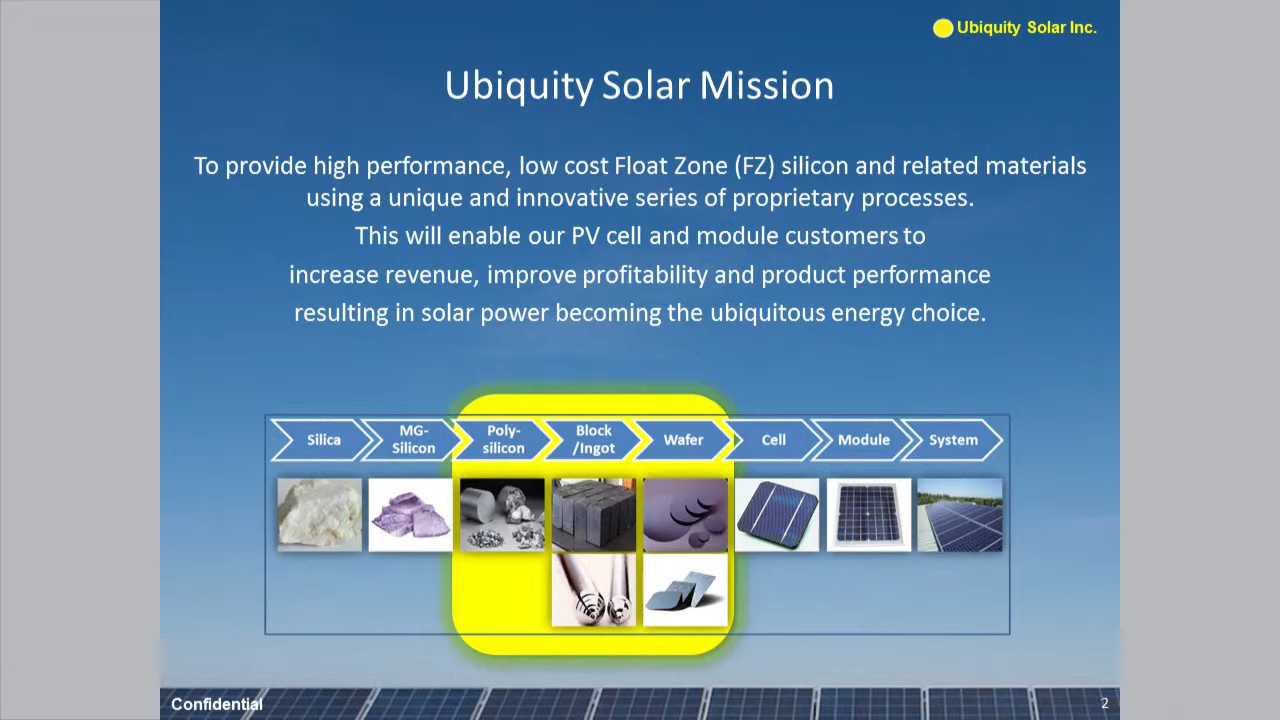 Ubiquity Solar Inc.
Ubiquity Solar Mission
To provide high performance, low cost Float Zone (FZ) silicon and related materials
using a unique and innovative series of proprietary processes.
This will enable our PV cell and module customers to
increase revenue, improve profitability and product performance
resulting in solar power becoming the ubiquitous energy choice.
Silica
MG-
Silicon
Poly-
silicon
Block
/Ingot
Wafer
Cell
Module
System
Confidential
2